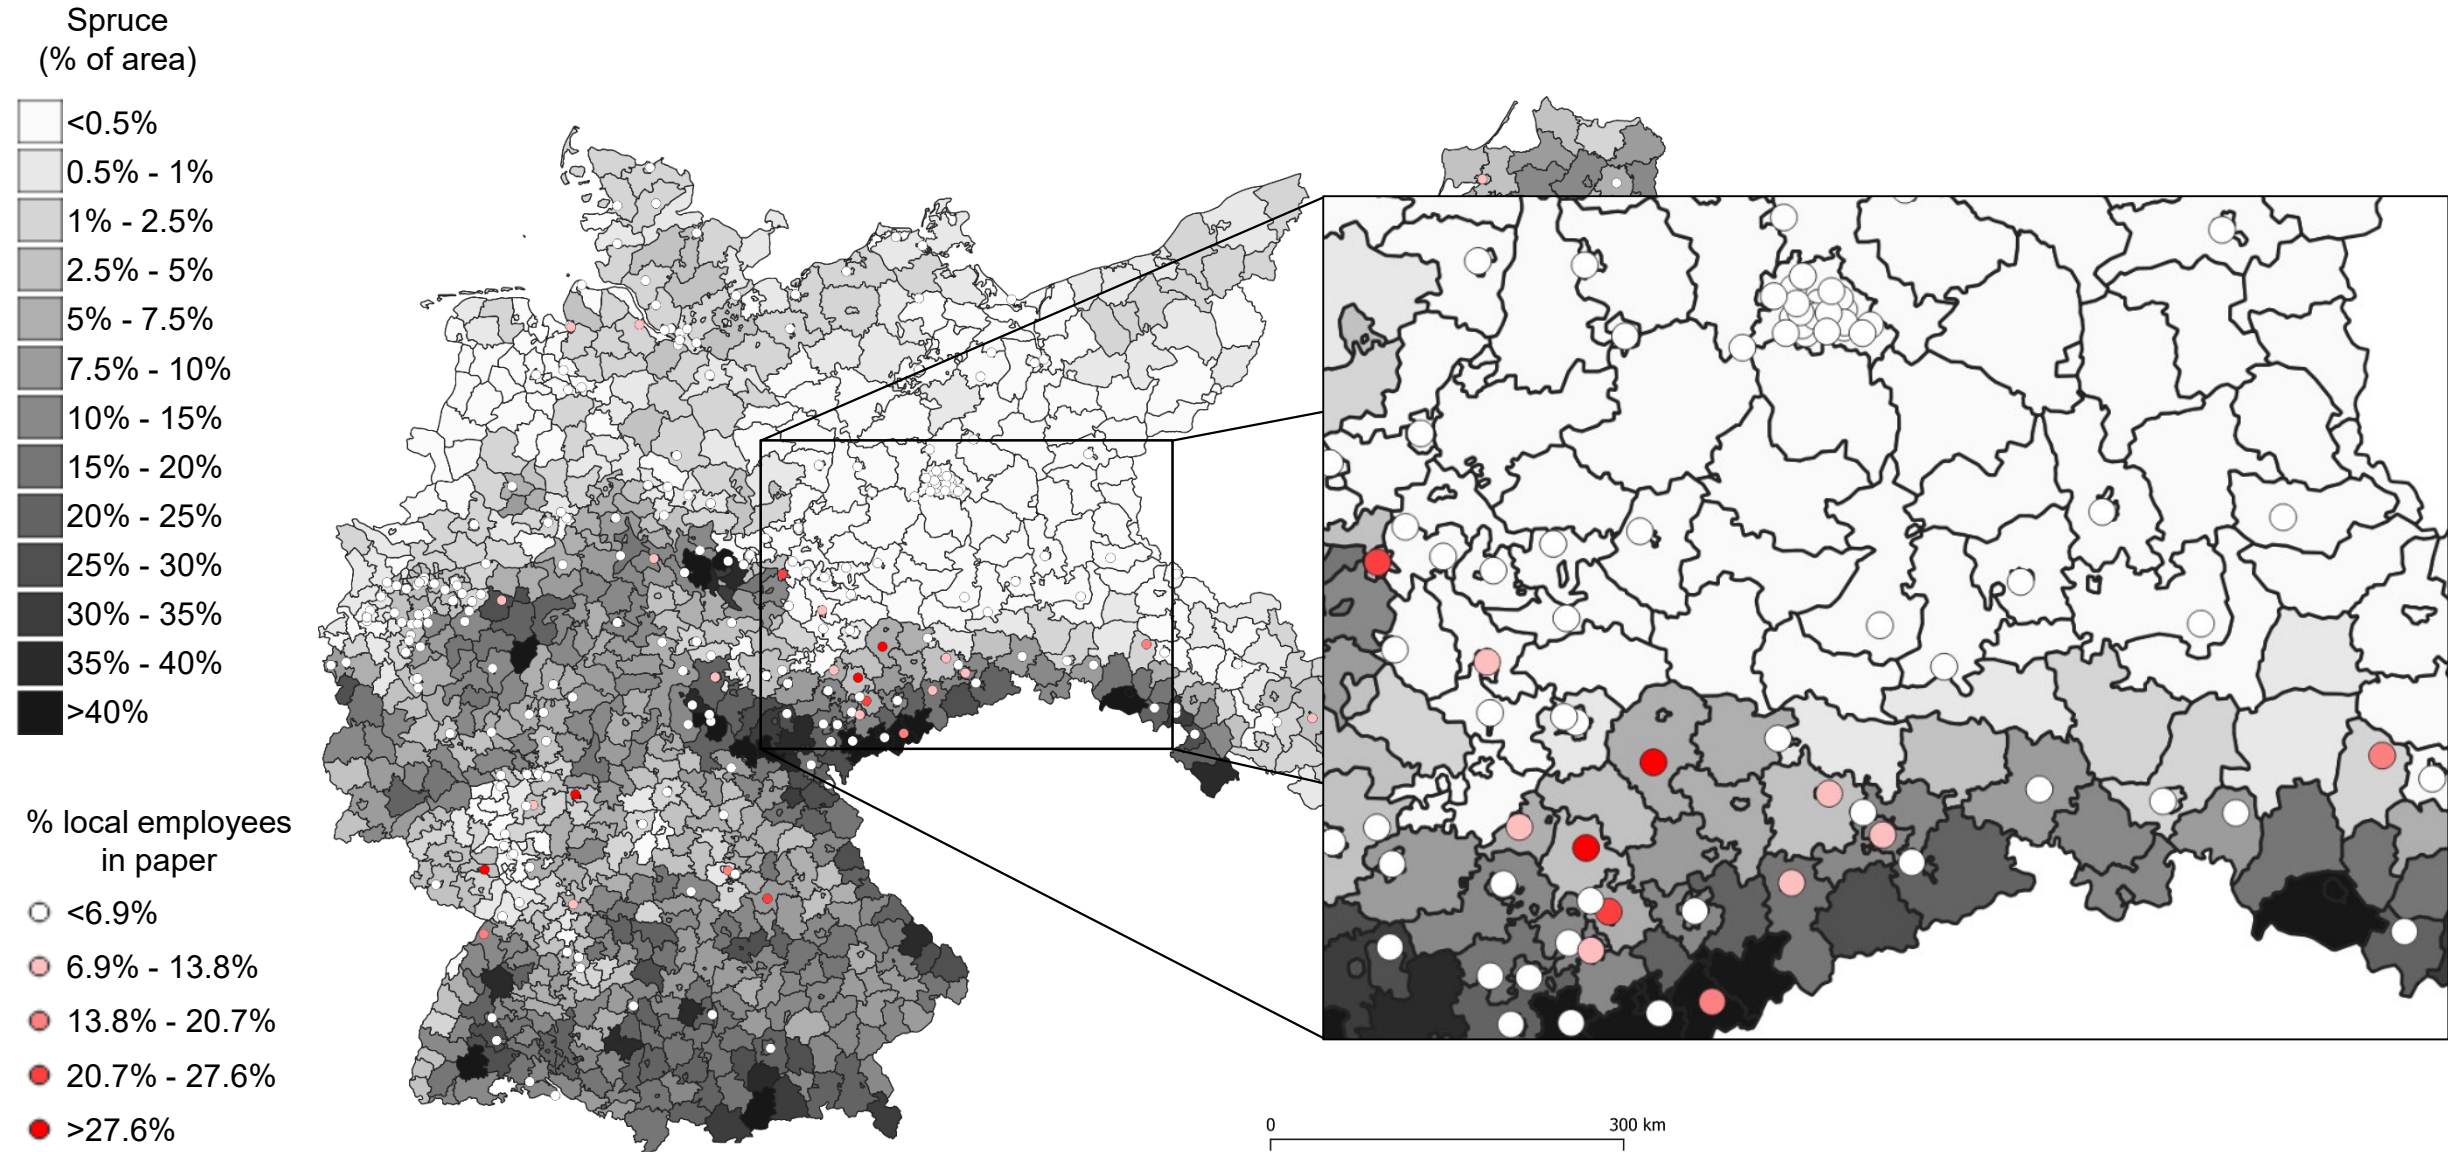 Spruce
(% of area)
<0.5%
0.5% - 1%
1% - 2.5%
2.5% - 5%
5% - 7.5%
7.5% - 10%
10% - 15%
15% - 20%
20% - 25%
25% - 30%
30% - 35%
35% - 40%
>40%
% local employees
in paper
<6.9%
6.9% - 13.8%
13.8% - 20.7%
20.7% - 27.6%
>27.6%
0 300 km